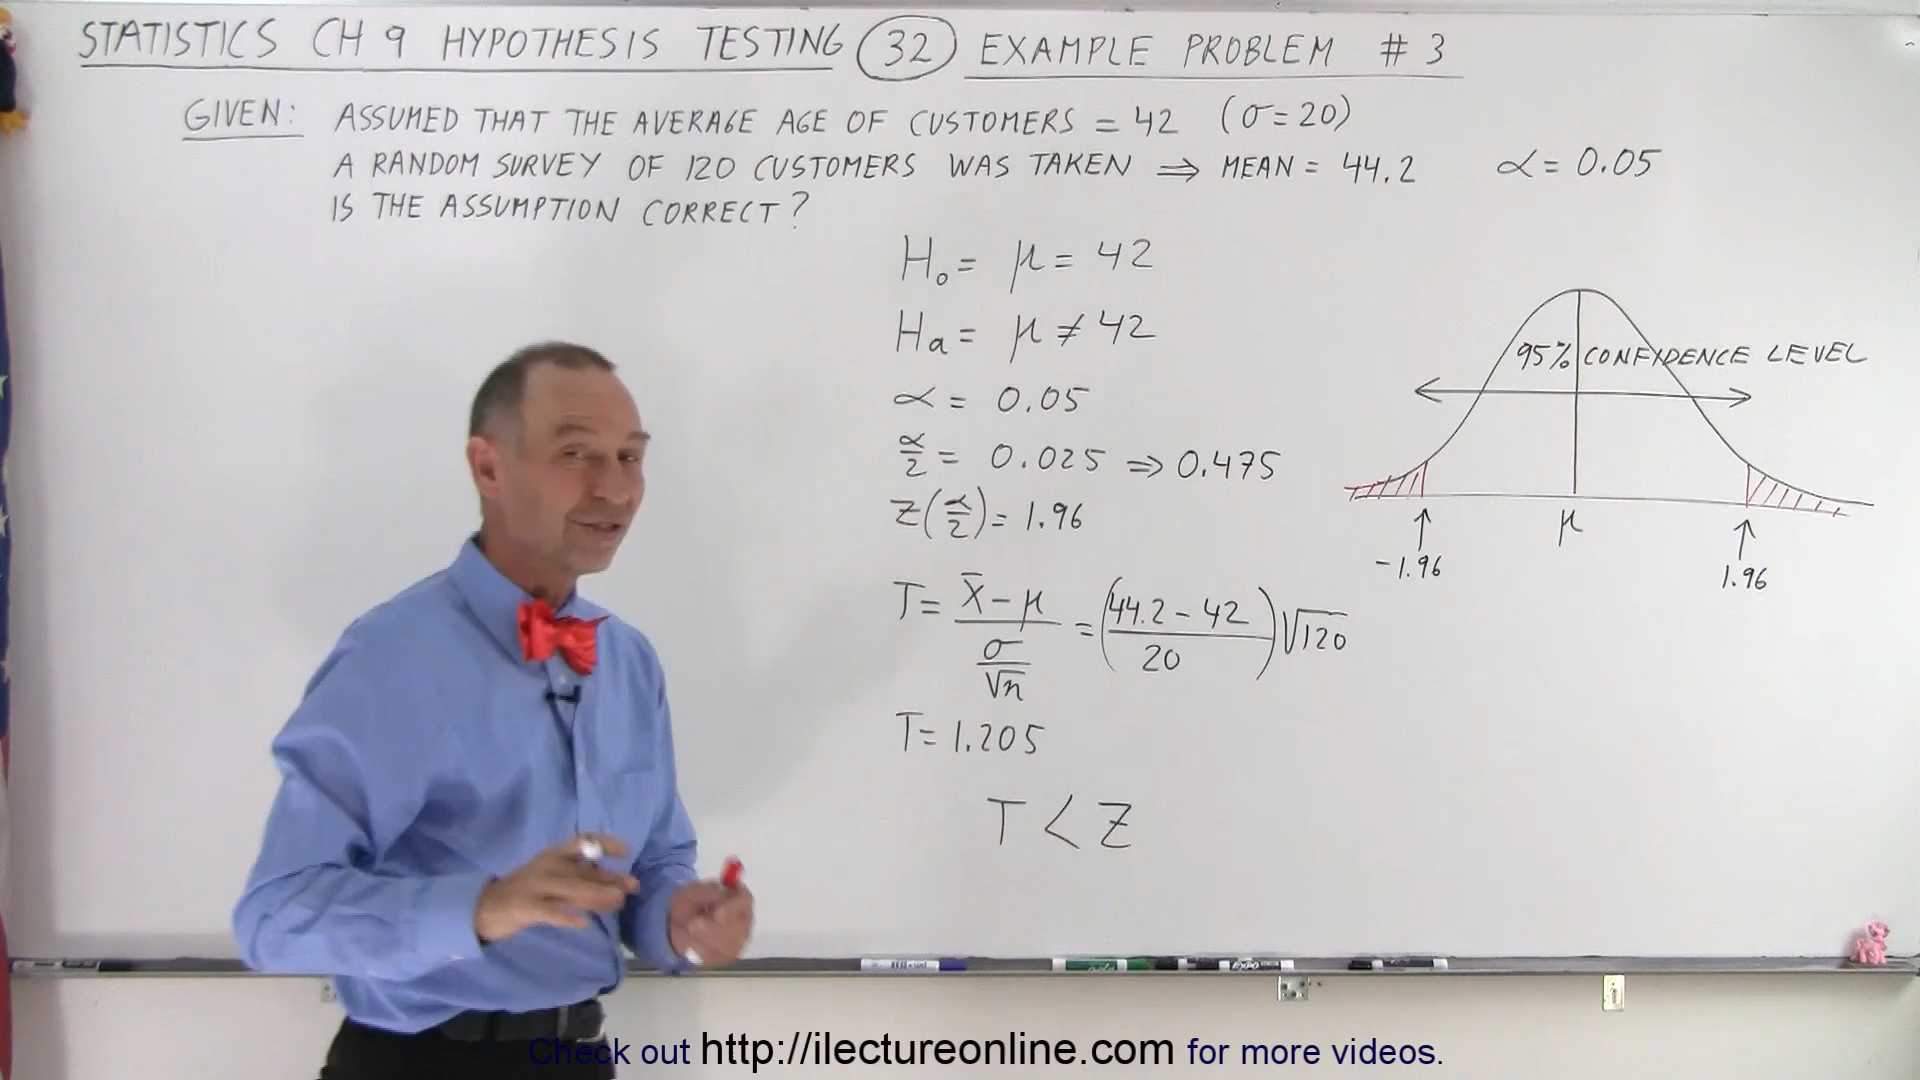 STATISTICS CH 9 HYPOTHESIS TESTING 32 EXAMPLE PROBLEM # 3
GIVEN: ASSUMED THAT THE AVERAGE AGE OF CUSTOMERS = 42 (σ = 20)
A RANDOM SURVEY OF 120 CUSTOMERS WAS TAKEN ⇒ MEAN = 44.2 α = 0.05
IS THE ASSUMPTION CORRECT?
H₀ = μ = 42
Ha = μ ≠ 42
α = 0.05
α/2 = 0.025 ⇒ 0.475
Z(α/2) = 1.96
T = (x̄ - μ)/(σ/√n) = ((44.2 - 42)/20)√120
T = 1.205
T < Z
95% CONFIDENCE LEVEL
μ
-1.96 1.96
Check out http://ilectureonline.com for more videos.